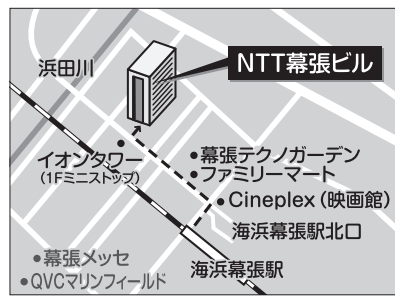 NTT幕張ビル
浜田川
イオンタワー
(1Fミニストップ)
●幕張テクノガーデン
●ファミリーマート
●Cineplex(映画館)
海浜幕張駅北口
海浜幕張駅
●幕張メッセ
●QVCマリンフィールド